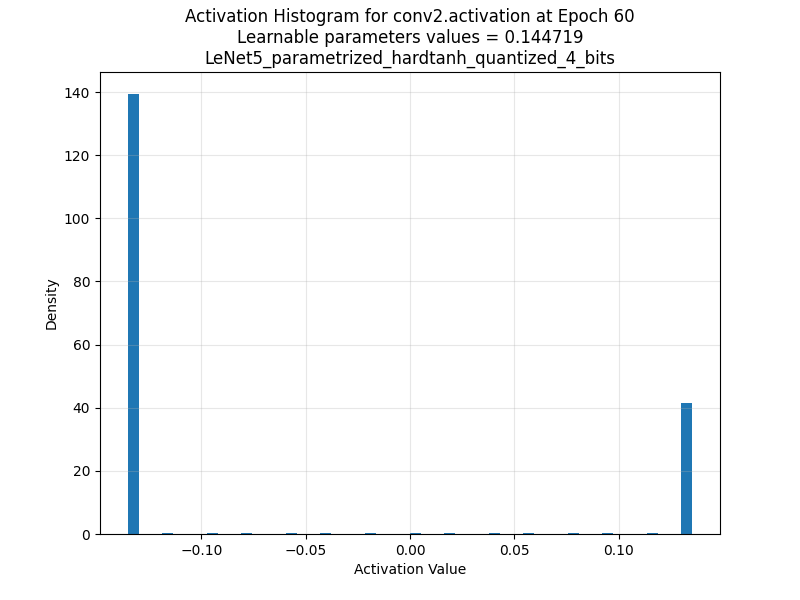 Activation Histogram for conv2.activation at Epoch 60
Learnable parameters values = 0.144719
LeNet5_parametrized_hardtanh_quantized_4_bits
140
120
100
80
60
40
20
0
Density
−0.10 −0.05 0.00 0.05 0.10
Activation Value